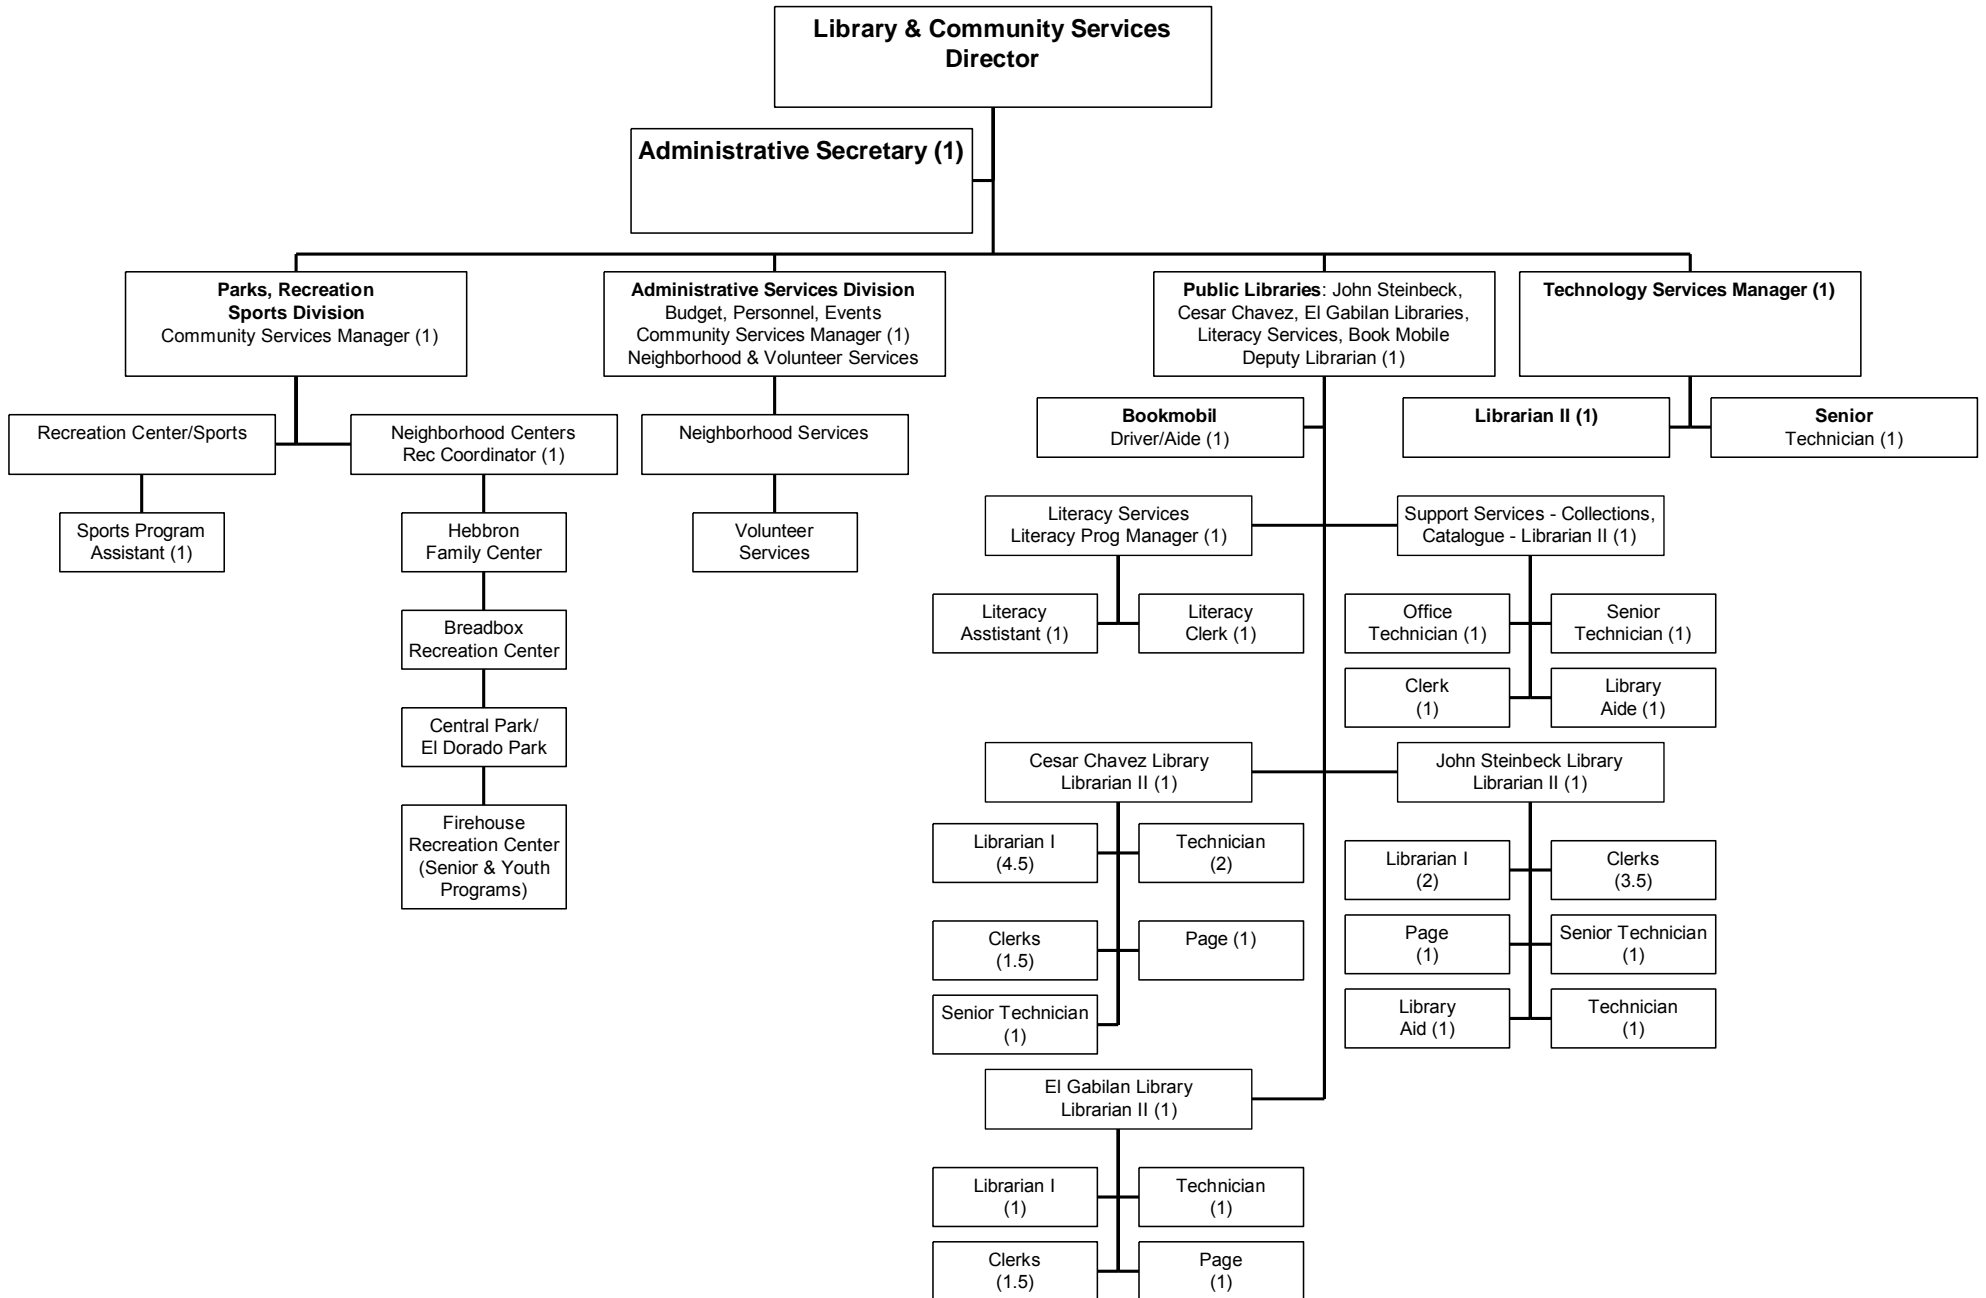 Library & Community Services
Director
Administrative Secretary (1)
Parks, Recreation
Sports Division
Community Services Manager (1)
Administrative Services Division
Budget, Personnel, Events
Community Services Manager (1)
Neighborhood & Volunteer Services
Public Libraries: John Steinbeck,
Cesar Chavez, El Gabilan Libraries,
Literacy Services, Book Mobile
Deputy Librarian (1)
Technology Services Manager (1)
Recreation Center/Sports
Neighborhood Centers
Rec Coordinator (1)
Neighborhood Services
Bookmobil
Driver/Aide (1)
Librarian II (1)
Senior
Technician (1)
Sports Program
Assistant (1)
Hebbron
Family Center
Volunteer
Services
Literacy Services
Literacy Prog Manager (1)
Support Services - Collections,
Catalogue - Librarian II (1)
Breadbox
Recreation Center
Literacy
Asstistant (1)
Literacy
Clerk (1)
Office
Technician (1)
Senior
Technician (1)
Clerk
(1)
Library
Aide (1)
Central Park/
El Dorado Park
Cesar Chavez Library
Librarian II (1)
John Steinbeck Library
Librarian II (1)
Firehouse
Recreation Center
(Senior & Youth
Programs)
Librarian I
(4.5)
Technician
(2)
Librarian I
(2)
Clerks
(3.5)
Clerks
(1.5)
Page (1)
Page
(1)
Senior Technician
(1)
Senior Technician
(1)
Library
Aid (1)
Technician
(1)
El Gabilan Library
Librarian II (1)
Librarian I
(1)
Technician
(1)
Clerks
(1.5)
Page
(1)